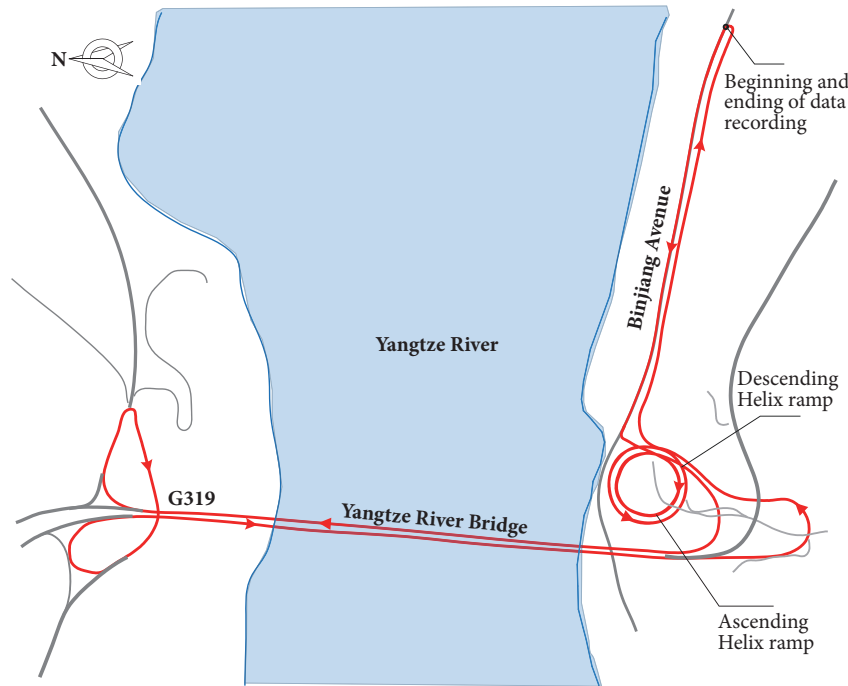 N
Beginning and
ending of data
recording
Binjiang Avenue
Yangtze River
Descending
Helix ramp
G319
Yangtze River Bridge
Ascending
Helix ramp